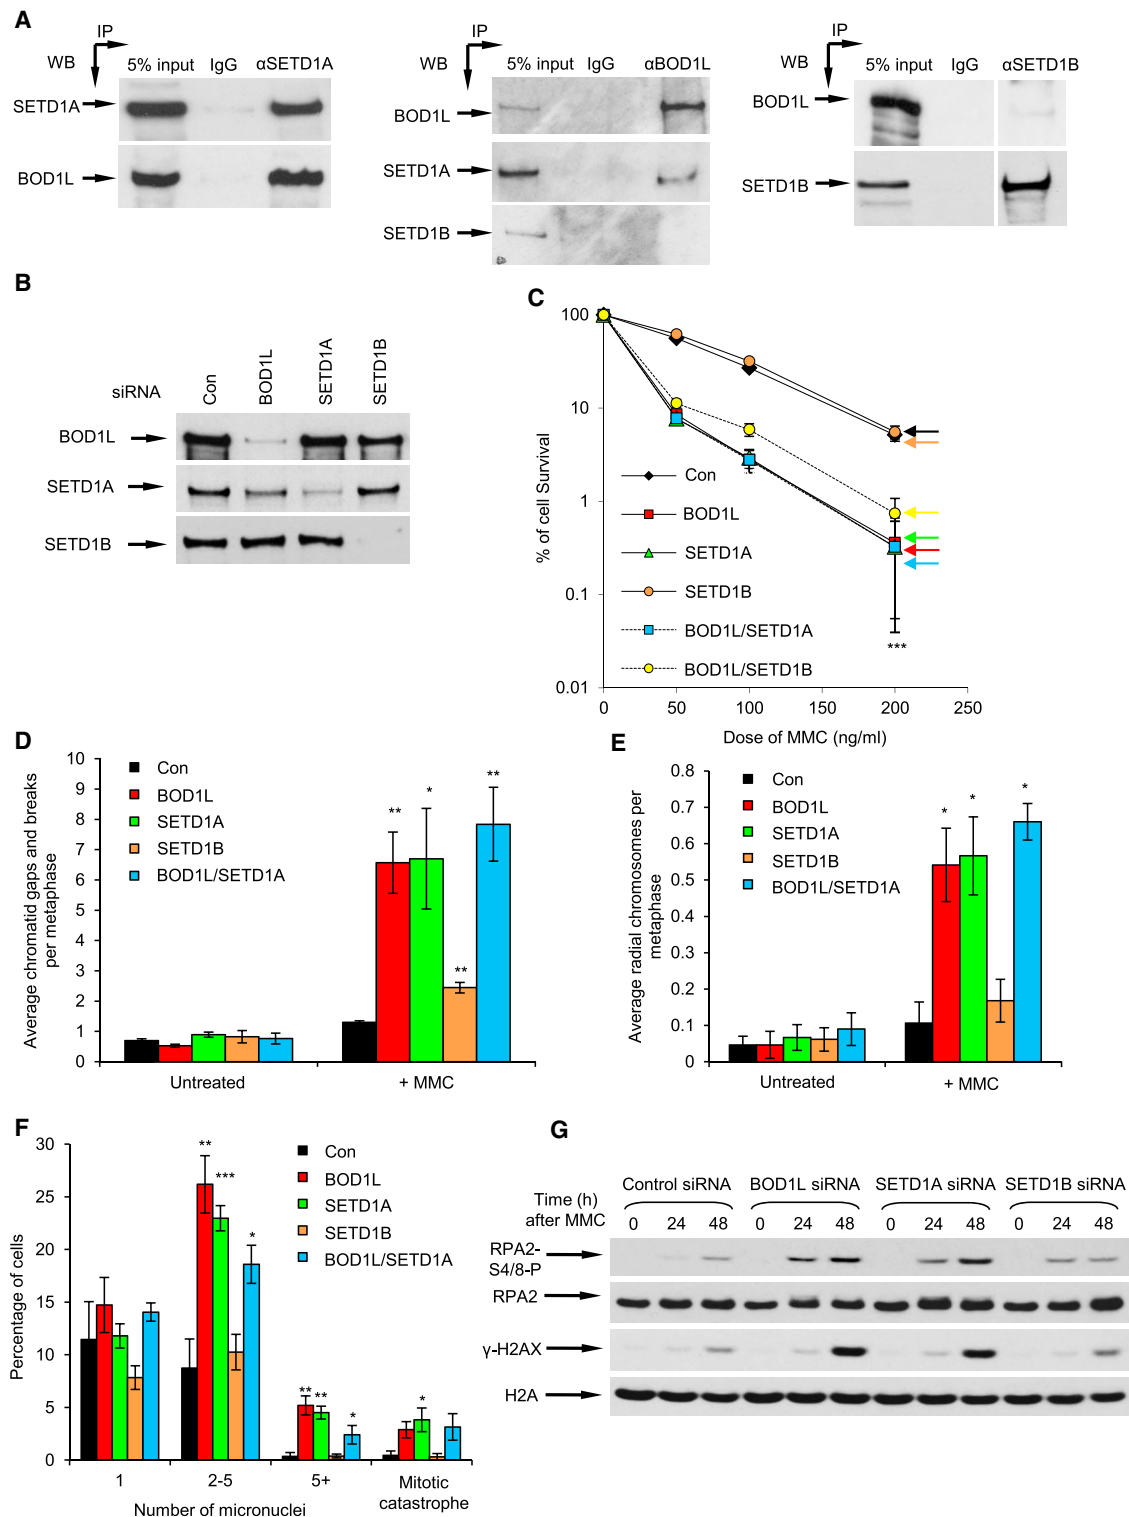 A
IP
WB
5% input IgG αSETD1A
SETD1A
BOD1L
IP
WB
5% input IgG αBOD1L
BOD1L
SETD1A
SETD1B
IP
WB
5% input IgG αSETD1B
BOD1L
SETD1B
B
siRNA
Con
BOD1L
SETD1A
SETD1B
BOD1L
SETD1A
SETD1B
C
% of cell Survival
100
10
1
0.1
0.01
0 50 100 150 200 250
Dose of MMC (ng/ml)
Con
BOD1L
SETD1A
SETD1B
BOD1L/SETD1A
BOD1L/SETD1B
***
D
Average chromatid gaps and breaks
per metaphase
10
9
8
7
6
5
4
3
2
1
0
Con
BOD1L
SETD1A
SETD1B
BOD1L/SETD1A
** * ** **
Untreated + MMC
E
Average radial chromosomes per
metaphase
0.8
0.7
0.6
0.5
0.4
0.3
0.2
0.1
0
Con
BOD1L
SETD1A
SETD1B
BOD1L/SETD1A
* * *
Untreated + MMC
F
Percentage of cells
30
25
20
15
10
5
0
Con
BOD1L
SETD1A
SETD1B
BOD1L/SETD1A
** *** *
** ** *
*
1 2-5 5+ Mitotic
catastrophe
Number of micronuclei
G
Control siRNA BOD1L siRNA SETD1A siRNA SETD1B siRNA
Time (h)
after MMC
0 24 48 0 24 48 0 24 48 0 24 48
RPA2-
S4/8-P
RPA2
γ-H2AX
H2A